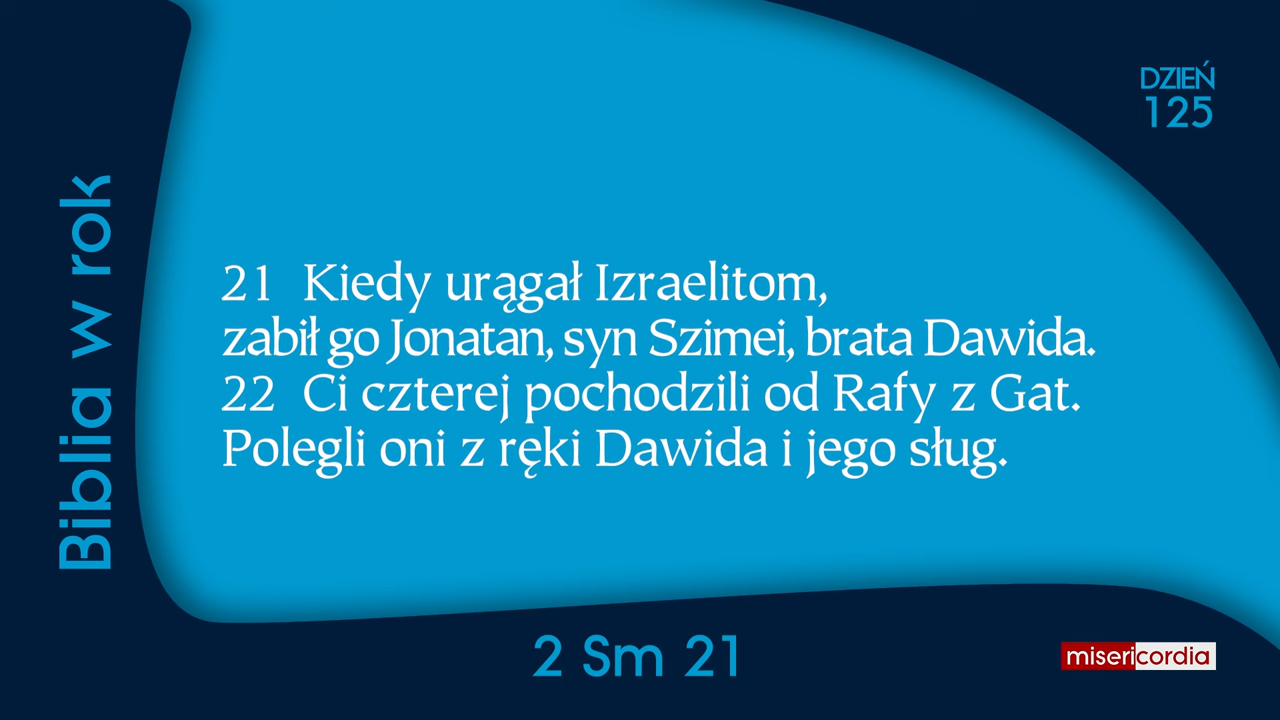 DZIEŃ
125
Biblia w rok
21 Kiedy urągał Izraelitom,
zabił go Jonatan, syn Szimei, brata Dawida.
22 Ci czterej pochodzili od Rafy z Gat.
Polegli oni z ręki Dawida i jego sług.
2 Sm 21
misericordia